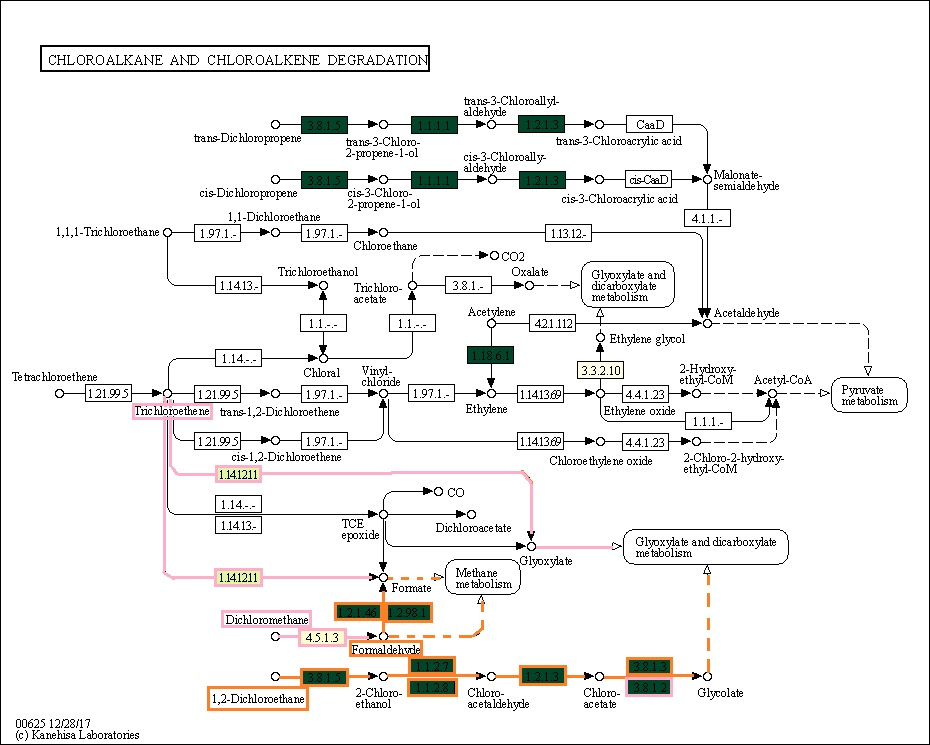 CHLOROALKANE AND CHLOROALKENE DEGRADATION
trans-3-Chloroallyl-
aldehyde
3.8.1.5
1.1.1.1
1.2.1.3
CaaD
trans-Dichloropropene
trans-3-Chloro-
2-propene-1-ol
trans-3-Chloroacrylic acid
cis-3-Chloroally-
aldehyde
3.8.1.5
1.1.1.1
1.2.1.3
cis-CaaD
Malonate-
semialdehyde
cis-Dichloropropene
cis-3-Chloro-
2-propene-1-ol
cis-3-Chloroacrylic acid
1,1-Dichloroethane
4.1.1.-
1,1,1-Trichloroethane
1.97.1.-
1.97.1.-
1.13.12.-
Chloroethane
CO2
Trichloroethanol
Oxalate
Glyoxylate and
dicarboxylate
metabolism
1.14.13.-
Trichloro-
acetate
3.8.1.-
Acetylene
Acetaldehyde
1.1.-.-
1.1.-.-
4.2.1.112
Ethylene glycol
1.14.-.-
1.18.6.1
Chloral
3.3.2.10
Tetrachloroethene
Vinyl-
chloride
2-Hydroxy-
ethyl-CoM
Acetyl-CoA
1.21.99.5
1.21.99.5
1.97.1.-
1.97.1.-
1.14.13.69
4.4.1.23
Pyruvate
metabolism
Trichloroethene
trans-1,2-Dichloroethene
Ethylene
Ethylene oxide
1.1.1.-
1.21.99.5
1.97.1.-
1.14.13.69
4.4.1.23
cis-1,2-Dichloroethene
Chloroethylene oxide
2-Chloro-2-hydroxy-
ethyl-CoM
1.14.12.11
CO
1.14.-.-
1.14.13.-
TCE
epoxide
Dichloroacetate
Glyoxylate
Glyoxylate and dicarboxylate
metabolism
1.14.12.11
Formate
Methane
metabolism
Dichloromethane
1.2.1.46
1.2.98.1
4.5.1.3
Formaldehyde
3.8.1.5
1.1.2.7
1.1.2.8
1.2.1.3
3.8.1.3
3.8.1.2
1,2-Dichloroethane
2-Chloro-
ethanol
Chloro-
acetaldehyde
Chloro-
acetate
Glycolate
00625 12/28/17
(c) Kanehisa Laboratories